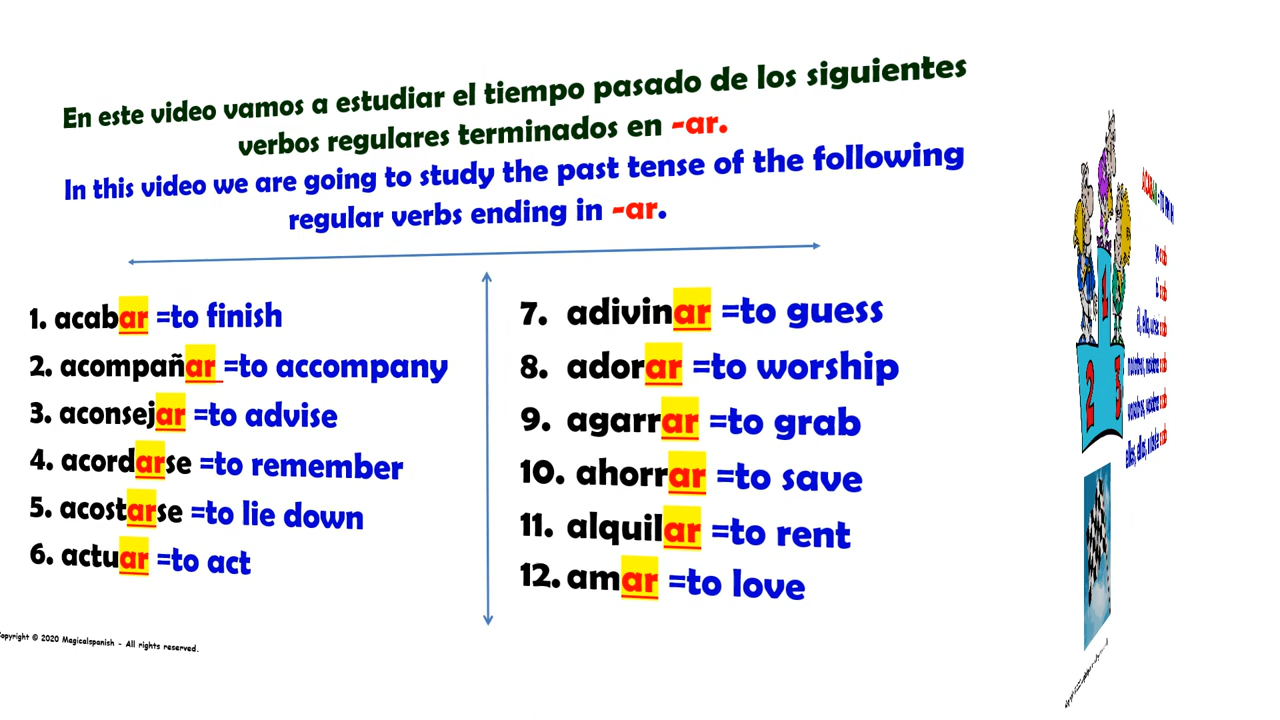 En este video vamos a estudiar el tiempo pasado de los siguientes
verbos regulares terminados en -ar.
In this video we are going to study the past tense of the following
regular verbs ending in -ar.
1. acabar =to finish
2. acompañar =to accompany
3. aconsejar =to advise
4. acordarse =to remember
5. acostarse =to lie down
6. actuar =to act
7. adivinar =to guess
8. adorar =to worship
9. agarrar =to grab
10. ahorrar =to save
11. alquilar =to rent
12. amar =to love
opyright © 2020 Magicalspanish - All rights reserved.
1
2 3